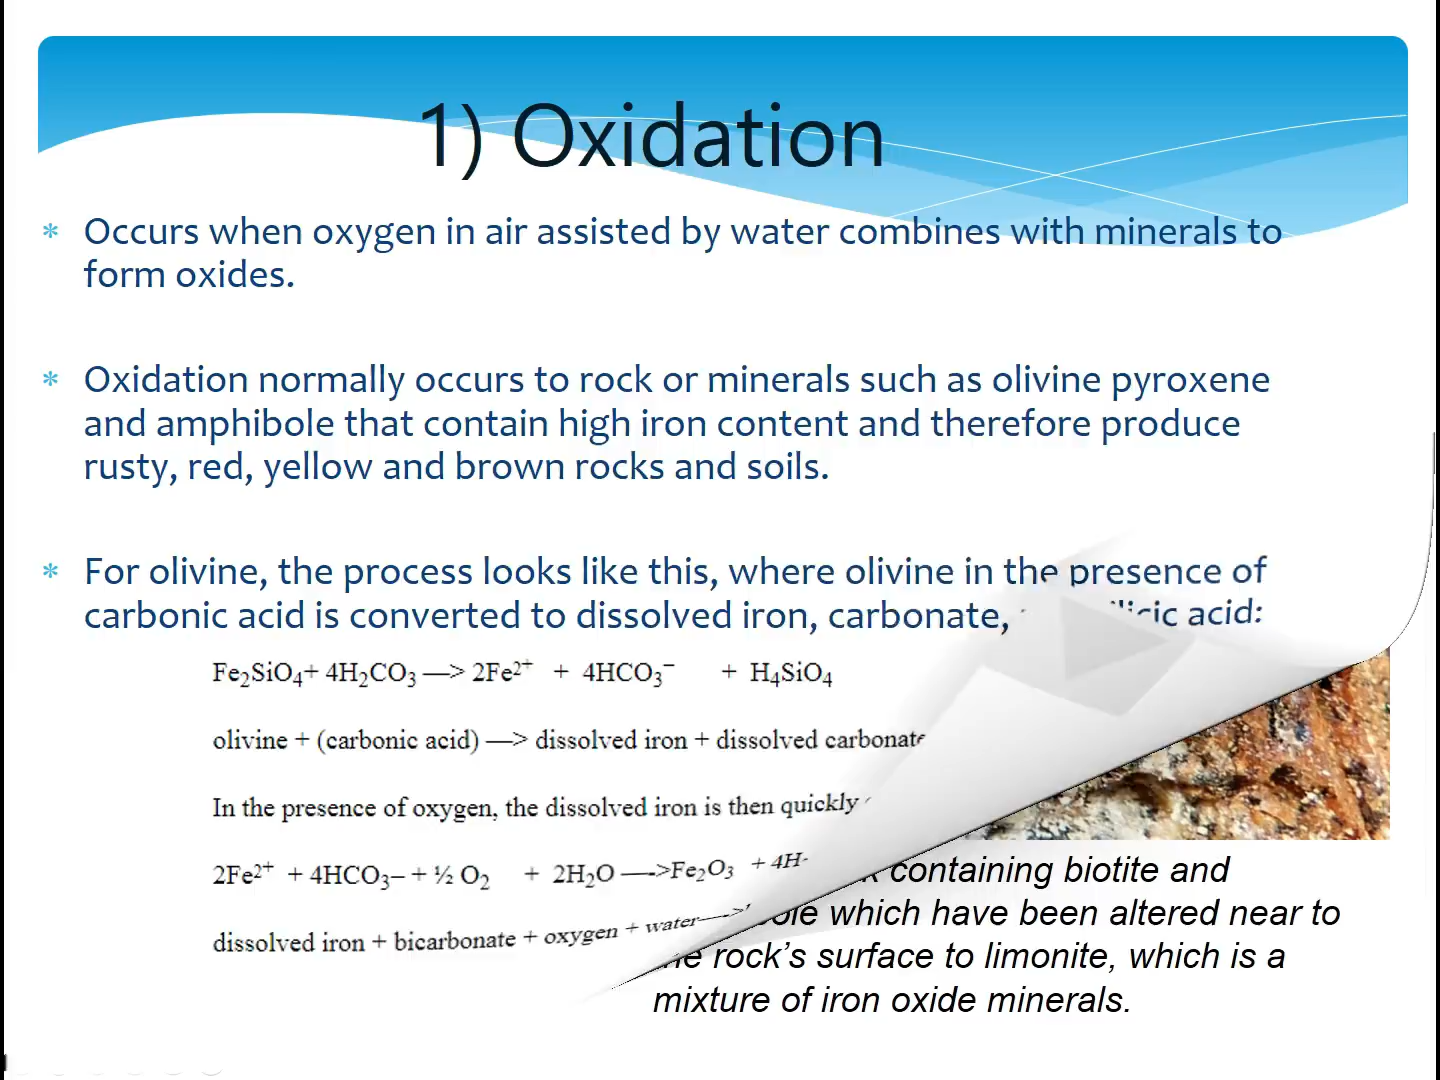 1) Oxidation
* Occurs when oxygen in air assisted by water combines with minerals to
form oxides.
* Oxidation normally occurs to rock or minerals such as olivine pyroxene
and amphibole that contain high iron content and therefore produce
rusty, red, yellow and brown rocks and soils.
* For olivine, the process looks like this, where olivine in the presence of
carbonic acid is converted to dissolved iron, carbonate, acid:
Fe₂SiO₄+ 4H₂CO₃ —> 2Fe²⁺ + 4HCO₃⁻ + H₄SiO₄
olivine + (carbonic acid) —> dissolved iron + dissolved carbonate
In the presence of oxygen, the dissolved iron is then quickly
2Fe²⁺ + 4HCO₃– + ½ O₂ + 2H₂O —->Fe₂O₃ + 4H
dissolved iron + bicarbonate + oxygen + water—->
containing biotite and
which have been altered near to
rock’s surface to limonite, which is a
mixture of iron oxide minerals.